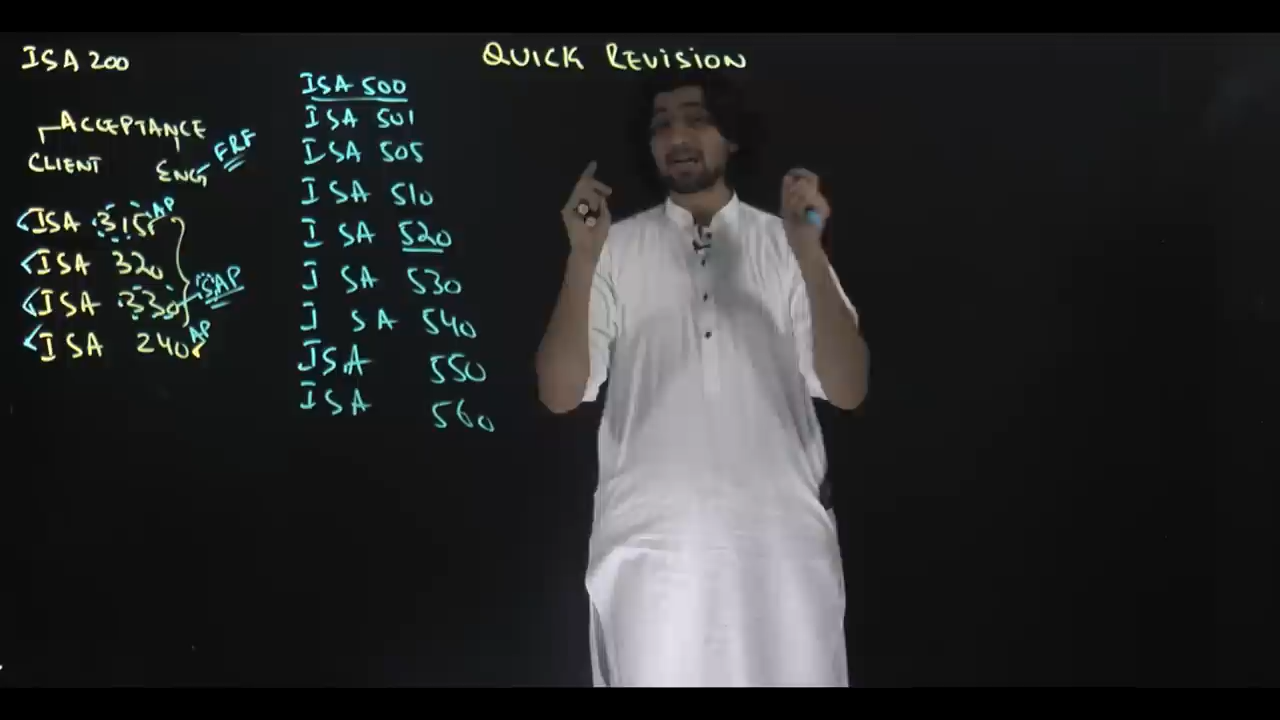 ISA 200
QUICK REVISION
ACCEPTANCE
CLIENT ENG FRF
ISA 315 AP
ISA 320
ISA 330 SAP
ISA 240 AP
ISA 500
ISA 501
ISA 505
ISA 510
ISA 520
ISA 530
ISA 540
ISA 550
ISA 560